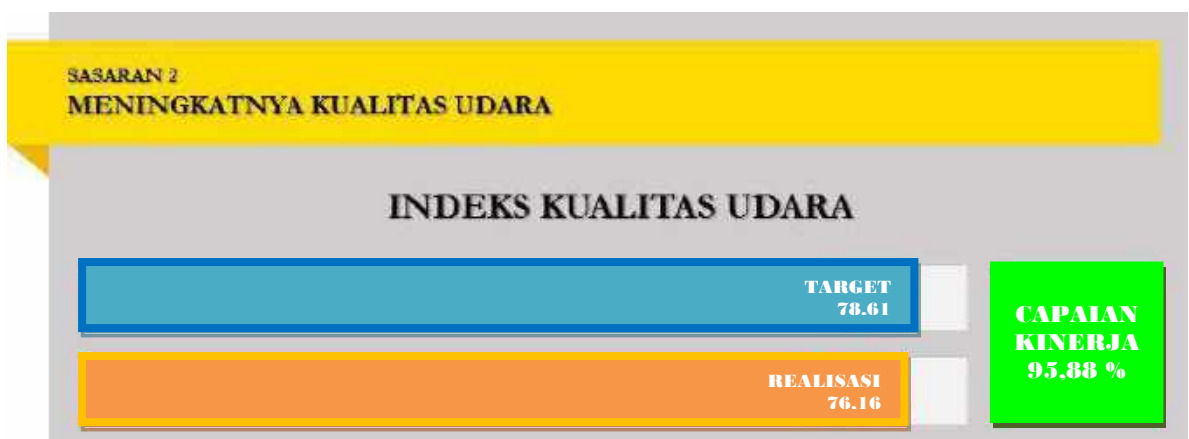 SASARAN 2
MENINGKATNYA KUALITAS UDARA
INDEKS KUALITAS UDARA
TARGET
78.61
CAPAIAN
KINERJA
95,88 %
REALISASI
76.16